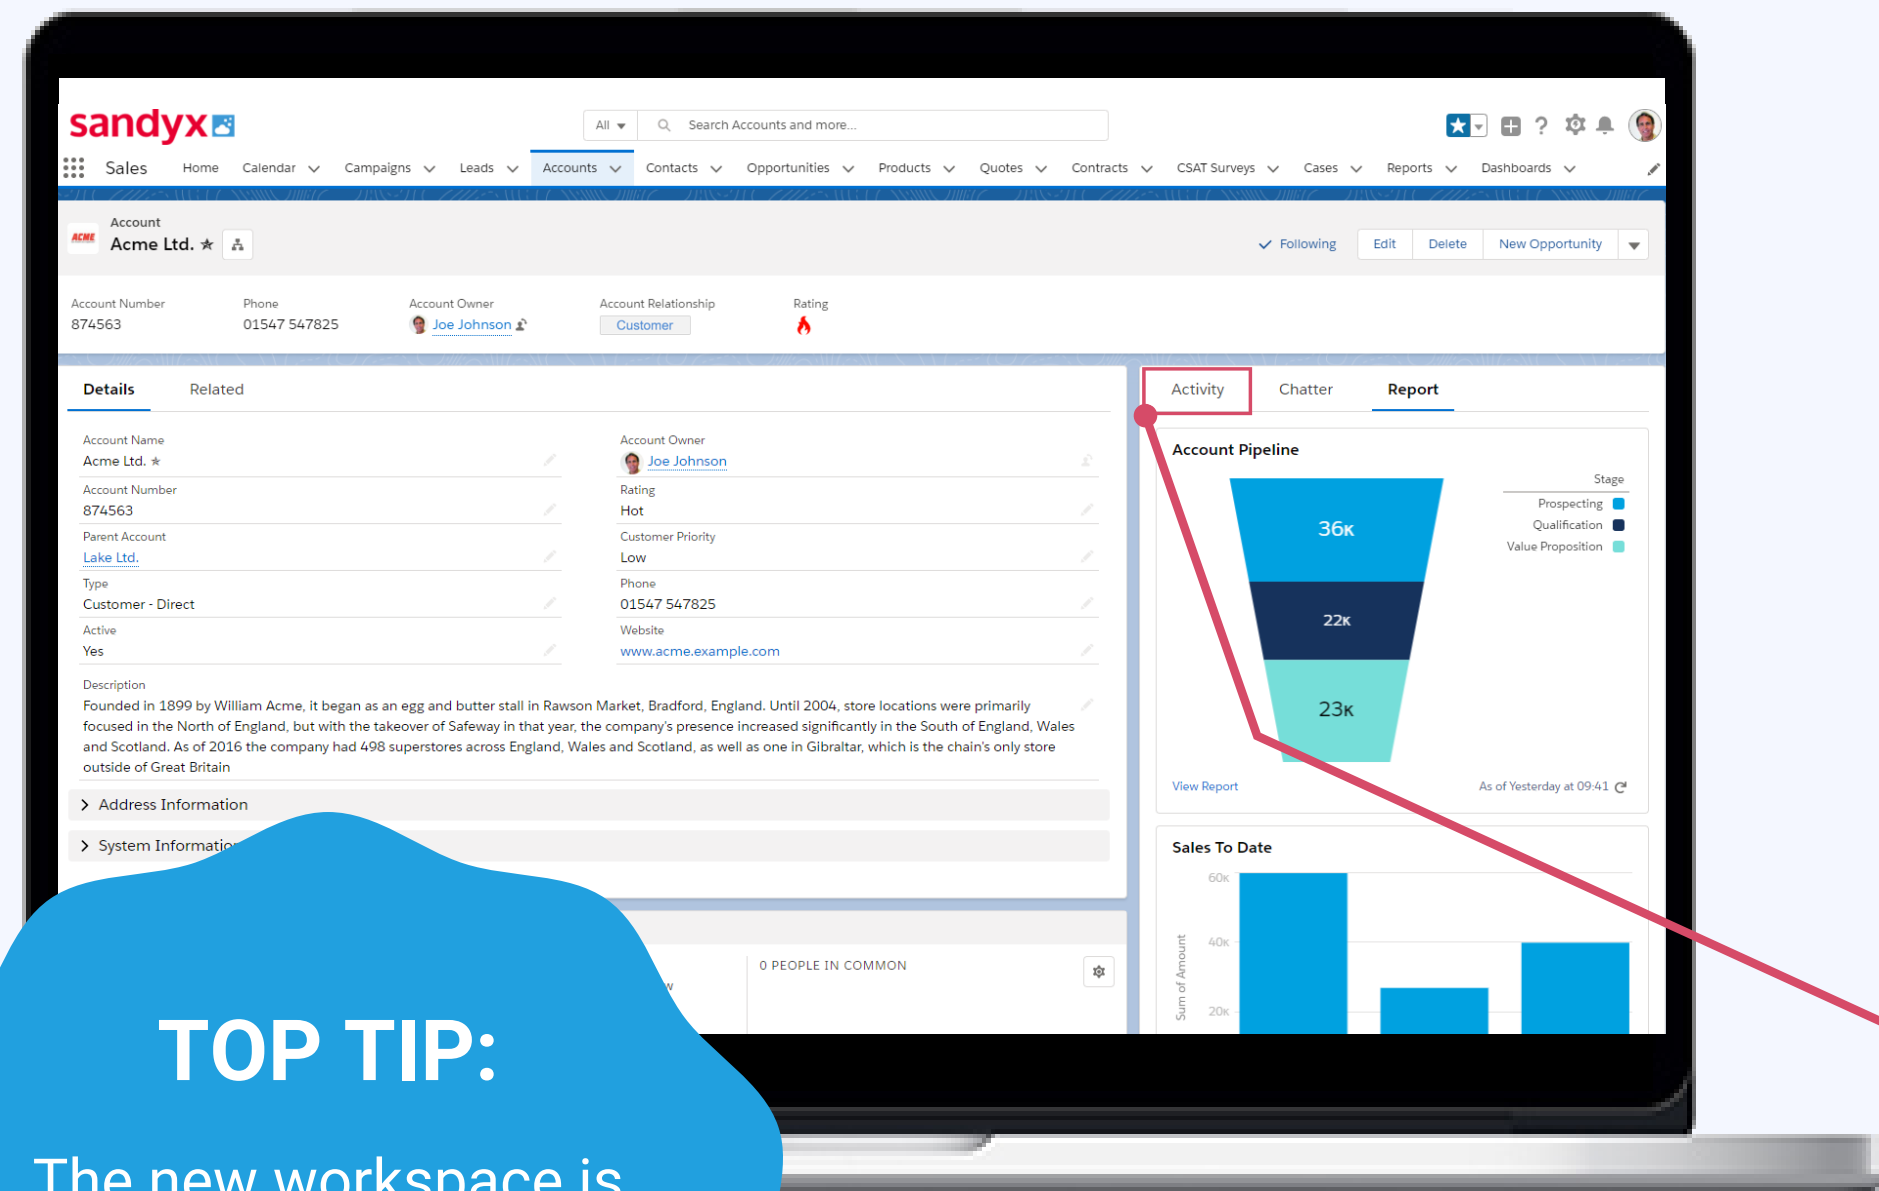 sandyx
All
Search Accounts and more...
Sales Home Calendar Campaigns Leads Accounts Contacts Opportunities Products Quotes Contracts CSAT Surveys Cases Reports Dashboards
ACME
Account
Acme Ltd.
Following Edit Delete New Opportunity
Account Number Phone Account Owner Account Relationship Rating
874563 01547 547825 Joe Johnson Customer
Details Related
Account Name Account Owner
Acme Ltd. Joe Johnson
Account Number Rating
874563 Hot
Parent Account Customer Priority
Lake Ltd. Low
Type Phone
Customer - Direct 01547 547825
Active Website
Yes www.acme.example.com
Description
Founded in 1899 by William Acme, it began as an egg and butter stall in Rawson Market, Bradford, England. Until 2004, store locations were primarily
focused in the North of England, but with the takeover of Safeway in that year, the company's presence increased significantly in the South of England, Wales
and Scotland. As of 2016 the company had 498 superstores across England, Wales and Scotland, as well as one in Gibraltar, which is the chain's only store
outside of Great Britain
Address Information
System Informatio
0 PEOPLE IN COMMON
Activity Chatter Report
Account Pipeline
Stage
Prospecting
Qualification
Value Proposition
36K
22K
23K
View Report As of Yesterday at 09:41
Sales To Date
Sum of Amount
60K
40K
20K
TOP TIP:
The new workspace is